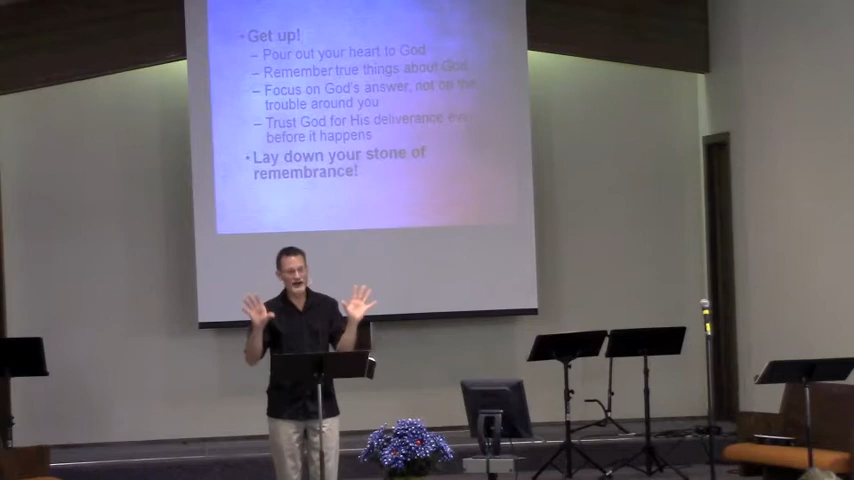 • Get up!
– Pour out your heart to God
– Remember true things about God
– Focus on God's answer, not on the
trouble around you
– Trust God for His deliverance even
before it happens
• Lay down your stone of
remembrance!